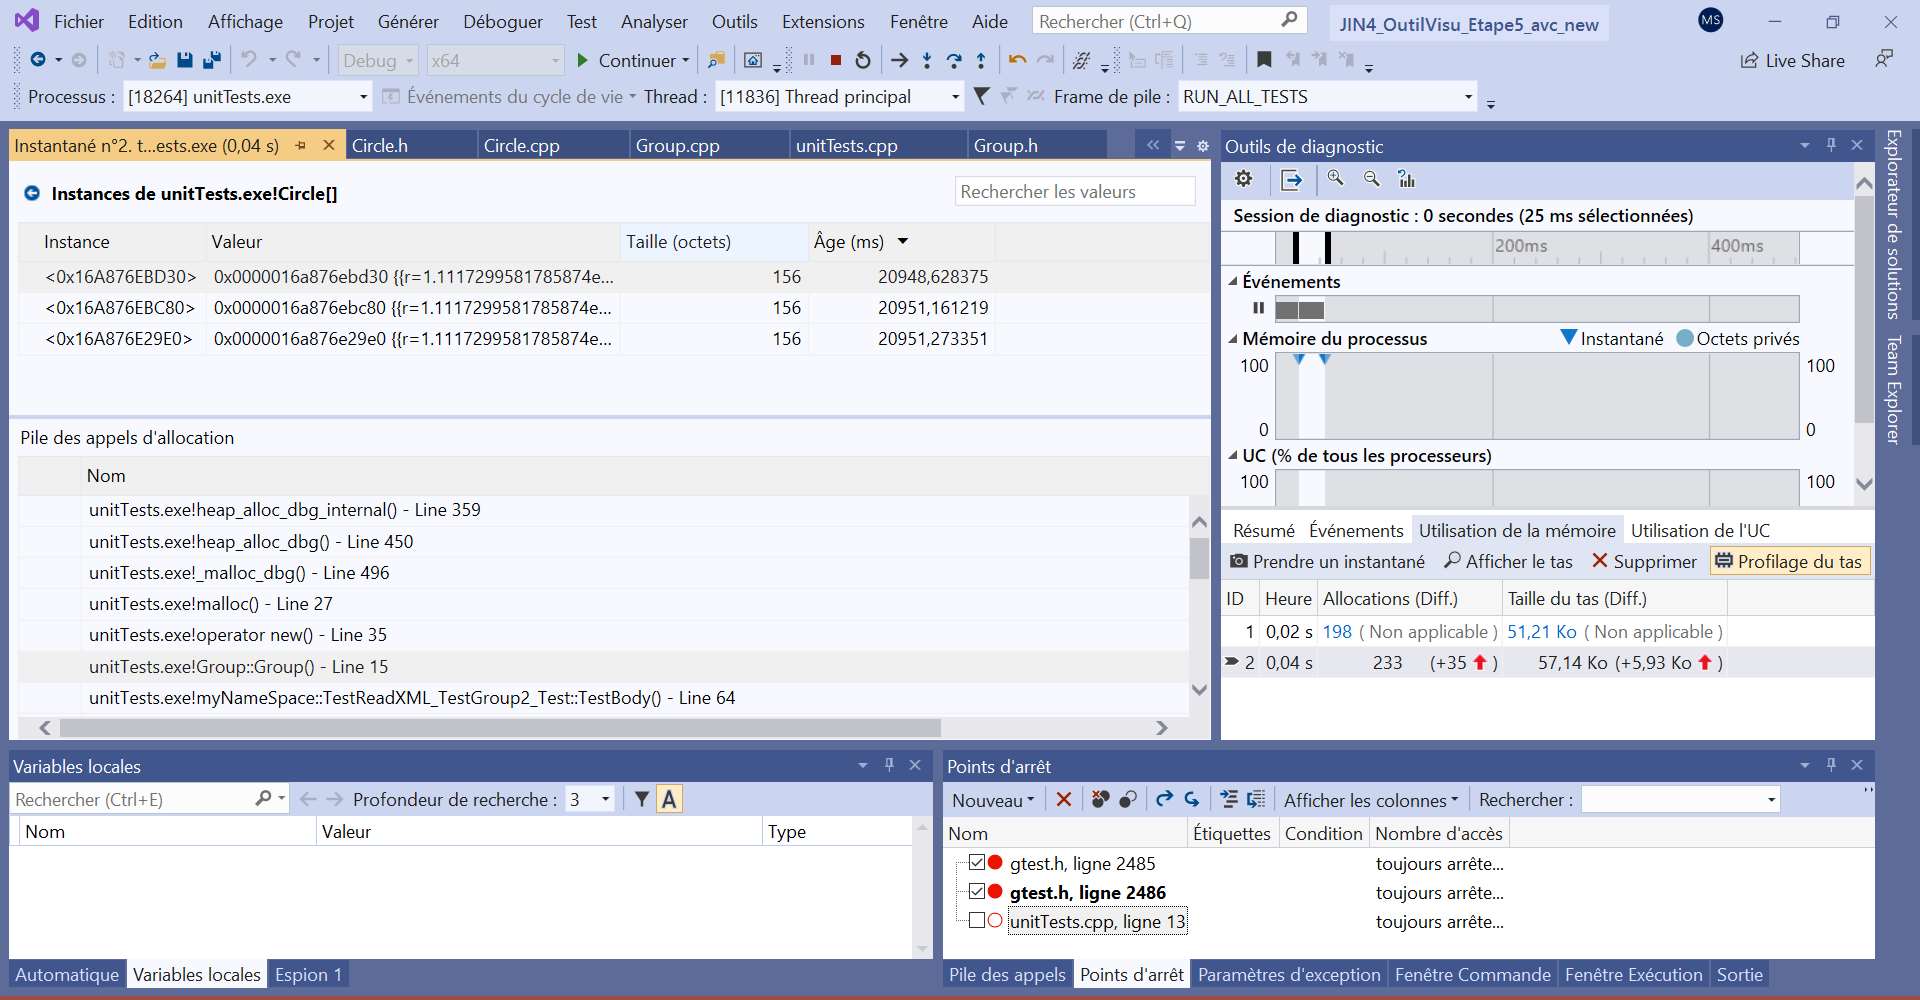 Fichier Edition Affichage Projet Générer Déboguer Test Analyser Outils Extensions Fenêtre Aide Rechercher (Ctrl+Q) JIN4_OutilVisu_Etape5_avc_new MS
Debug x64 Continuer Live Share
Processus : [18264] unitTests.exe Événements du cycle de vie Thread : [11836] Thread principal Frame de pile : RUN_ALL_TESTS
Instantané n°2. t...ests.exe (0,04 s) Circle.h Circle.cpp Group.cpp unitTests.cpp Group.h
Instances de unitTests.exe!Circle[] Rechercher les valeurs
Instance Valeur Taille (octets) Âge (ms)
<0x16A876EBD30> 0x0000016a876ebd30 {{r=1.1117299581785874e... 156 20948,628375
<0x16A876EBC80> 0x0000016a876ebc80 {{r=1.1117299581785874e... 156 20951,161219
<0x16A876E29E0> 0x0000016a876e29e0 {{r=1.1117299581785874e... 156 20951,273351
Pile des appels d'allocation
Nom
unitTests.exe!heap_alloc_dbg_internal() - Line 359
unitTests.exe!heap_alloc_dbg() - Line 450
unitTests.exe!_malloc_dbg() - Line 496
unitTests.exe!malloc() - Line 27
unitTests.exe!operator new() - Line 35
unitTests.exe!Group::Group() - Line 15
unitTests.exe!myNameSpace::TestReadXML_TestGroup2_Test::TestBody() - Line 64
Outils de diagnostic
Session de diagnostic : 0 secondes (25 ms sélectionnées)
200ms 400ms
Événements
Mémoire du processus Instantané Octets privés
100 100
0 0
UC (% de tous les processeurs)
100 100
Résumé Événements Utilisation de la mémoire Utilisation de l'UC
Prendre un instantané Afficher le tas Supprimer Profilage du tas
ID Heure Allocations (Diff.) Taille du tas (Diff.)
1 0,02 s 198 ( Non applicable ) 51,21 Ko ( Non applicable )
2 0,04 s 233 (+35 ) 57,14 Ko (+5,93 Ko )
Explorateur de solutions
Team Explorer
Variables locales
Rechercher (Ctrl+E) Profondeur de recherche : 3 A
Nom Valeur Type
Automatique Variables locales Espion 1
Points d'arrêt
Nouveau Afficher les colonnes Rechercher :
Nom Étiquettes Condition Nombre d'accès
gtest.h, ligne 2485 toujours arrête...
gtest.h, ligne 2486 toujours arrête...
unitTests.cpp, ligne 13 toujours arrête...
Pile des appels Points d'arrêt Paramètres d'exception Fenêtre Commande Fenêtre Exécution Sortie